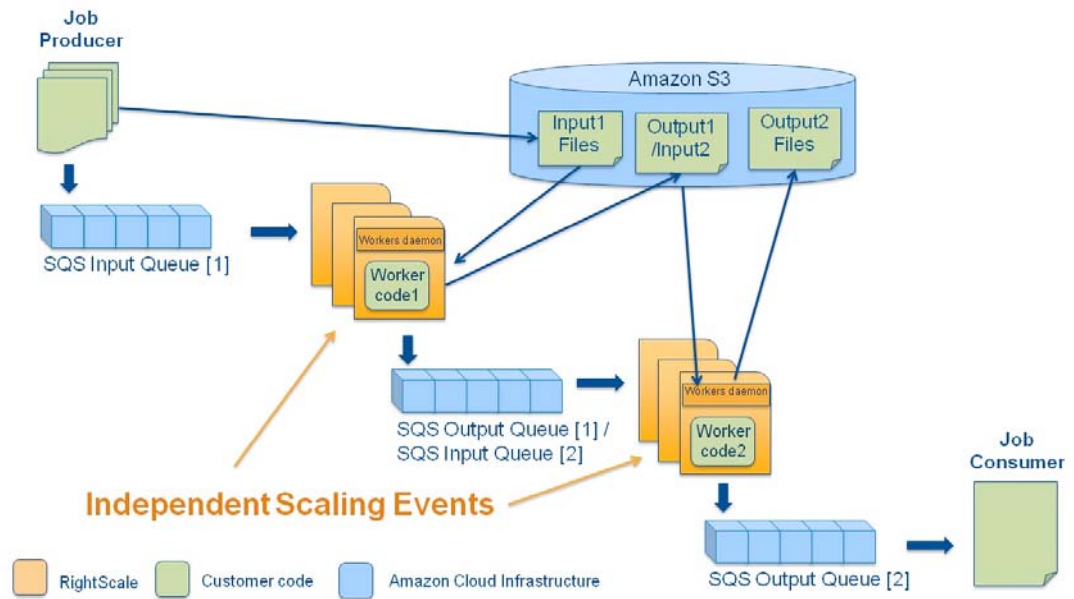 Job
Producer
Amazon S3
Input1
Files
Output1
/Input2
Output2
Files
SQS Input Queue [1]
Workers daemon
Worker
code1
SQS Output Queue [1] /
SQS Input Queue [2]
Workers daemon
Worker
code2
Job
Consumer
Independent Scaling Events
SQS Output Queue [2]
RightScale
Customer code
Amazon Cloud Infrastructure